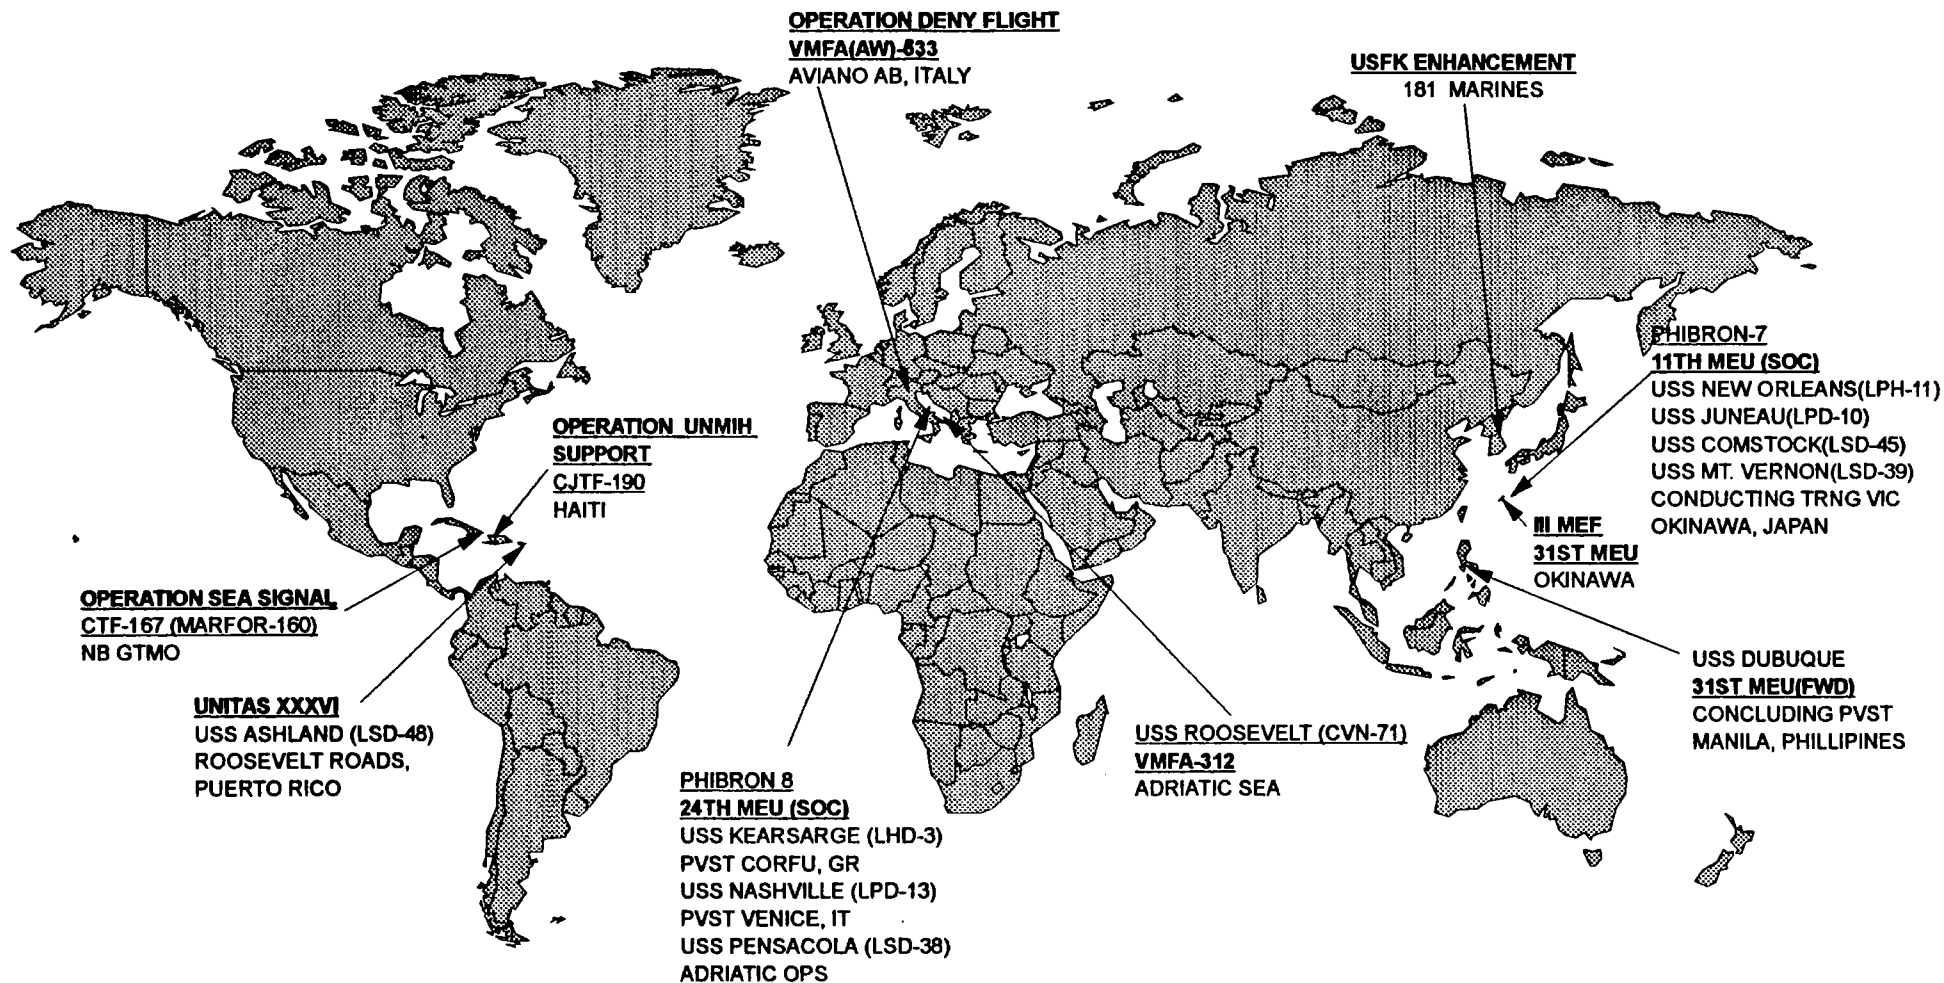 OPERATION DENY FLIGHT
VMFA(AW)-533
AVIANO AB, ITALY
USFK ENHANCEMENT
181 MARINES
PHIBRON-7
11TH MEU (SOC)
USS NEW ORLEANS(LPH-11)
USS JUNEAU(LPD-10)
USS COMSTOCK(LSD-45)
USS MT. VERNON(LSD-39)
CONDUCTING TRNG VIC
OKINAWA, JAPAN
OPERATION UNMIH
SUPPORT
CJTF-190
HAITI
III MEF
31ST MEU
OKINAWA
OPERATION SEA SIGNAL
CTF-167 (MARFOR-160)
NB GTMO
USS DUBUQUE
31ST MEU(FWD)
CONCLUDING PVST
MANILA, PHILLIPINES
UNITAS XXXVI
USS ASHLAND (LSD-48)
ROOSEVELT ROADS,
PUERTO RICO
USS ROOSEVELT (CVN-71)
VMFA-312
ADRIATIC SEA
PHIBRON 8
24TH MEU (SOC)
USS KEARSARGE (LHD-3)
PVST CORFU, GR
USS NASHVILLE (LPD-13)
PVST VENICE, IT
USS PENSACOLA (LSD-38)
ADRIATIC OPS